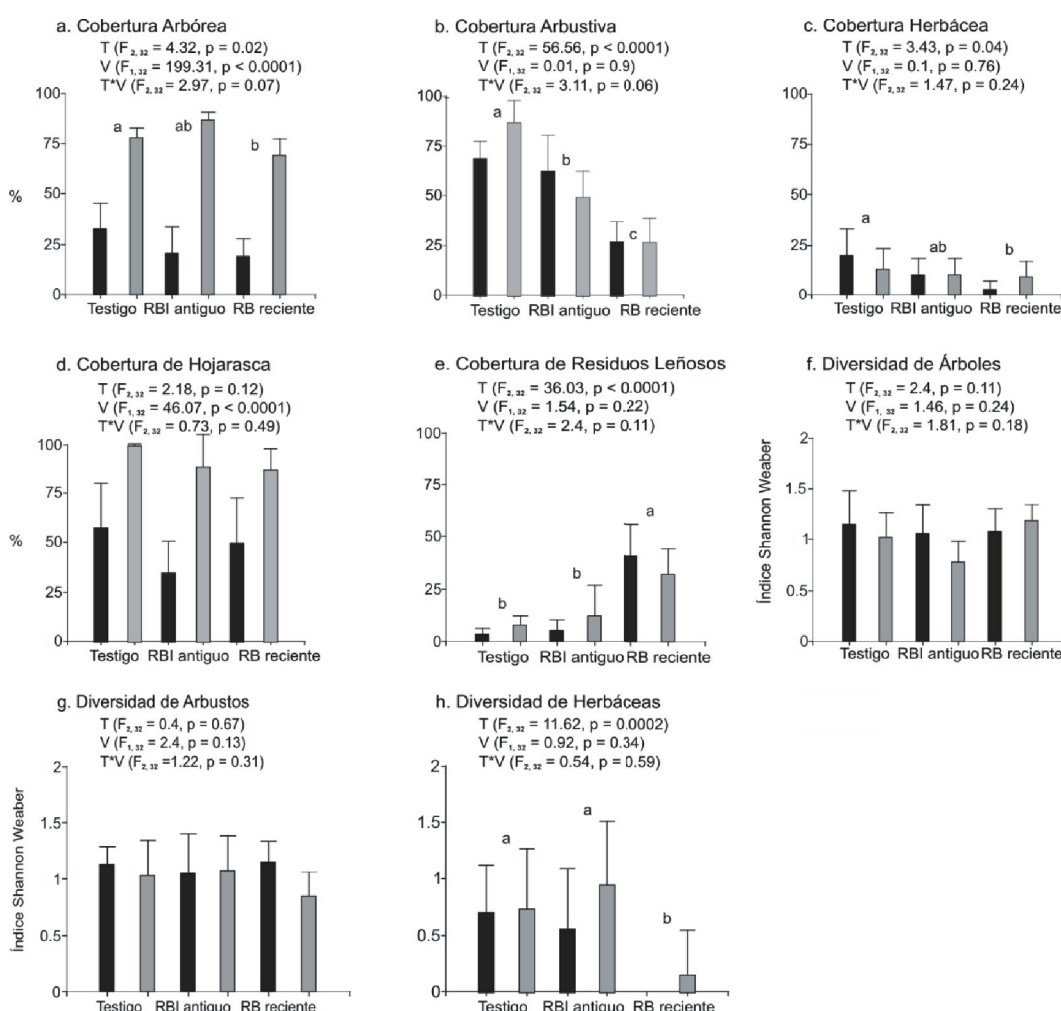 a. Cobertura Arbórea
T (F2, 32 = 4.32, p = 0.02)
V (F1, 32 = 199.31, p < 0.0001)
T*V (F2, 32 = 2.97, p = 0.07)
100
75
50
25
0
%
a
ab
b
Testigo RBI antiguo RB reciente
b. Cobertura Arbustiva
T (F2, 32 = 56.56, p < 0.0001)
V (F1, 32 = 0.01, p = 0.9)
T*V (F2, 32 = 3.11, p = 0.06)
100
75
50
25
0
a
b
c
Testigo RBI antiguo RB reciente
c. Cobertura Herbácea
T (F2, 32 = 3.43, p = 0.04)
V (F1, 32 = 0.1, p = 0.76)
T*V (F2, 32 = 1.47, p = 0.24)
100
75
50
25
0
a
ab
b
Testigo RBI antiguo RB reciente
d. Cobertura de Hojarasca
T (F2, 32 = 2.18, p = 0.12)
V (F1, 32 = 46.07, p < 0.0001)
T*V (F2, 32 = 0.73, p = 0.49)
100
75
50
25
0
%
Testigo RBI antiguo RB reciente
e. Cobertura de Residuos Leñosos
T (F2, 32 = 36.03, p < 0.0001)
V (F1, 32 = 1.54, p = 0.22)
T*V (F2, 32 = 2.4, p = 0.11)
100
75
50
25
0
b
b
a
Testigo RBI antiguo RB reciente
f. Diversidad de Árboles
T (F2, 32 = 2.4, p = 0.11)
V (F1, 32 = 1.46, p = 0.24)
T*V (F2, 32 = 1.81, p = 0.18)
2
1.5
1
0.5
0
Índice Shannon Weaber
Testigo RBI antiguo RB reciente
g. Diversidad de Arbustos
T (F2, 32 = 0.4, p = 0.67)
V (F1, 32 = 2.4, p = 0.13)
T*V (F2, 32 =1.22, p = 0.31)
2
1.5
1
0.5
0
Índice Shannon Weaber
Testigo RBI antiguo RB reciente
h. Diversidad de Herbáceas
T (F2, 32 = 11.62, p = 0.0002)
V (F1, 32 = 0.92, p = 0.34)
T*V (F2, 32 = 0.54, p = 0.59)
2
1.5
1
0.5
0
a
a
b
Testigo RBI antiguo RB reciente